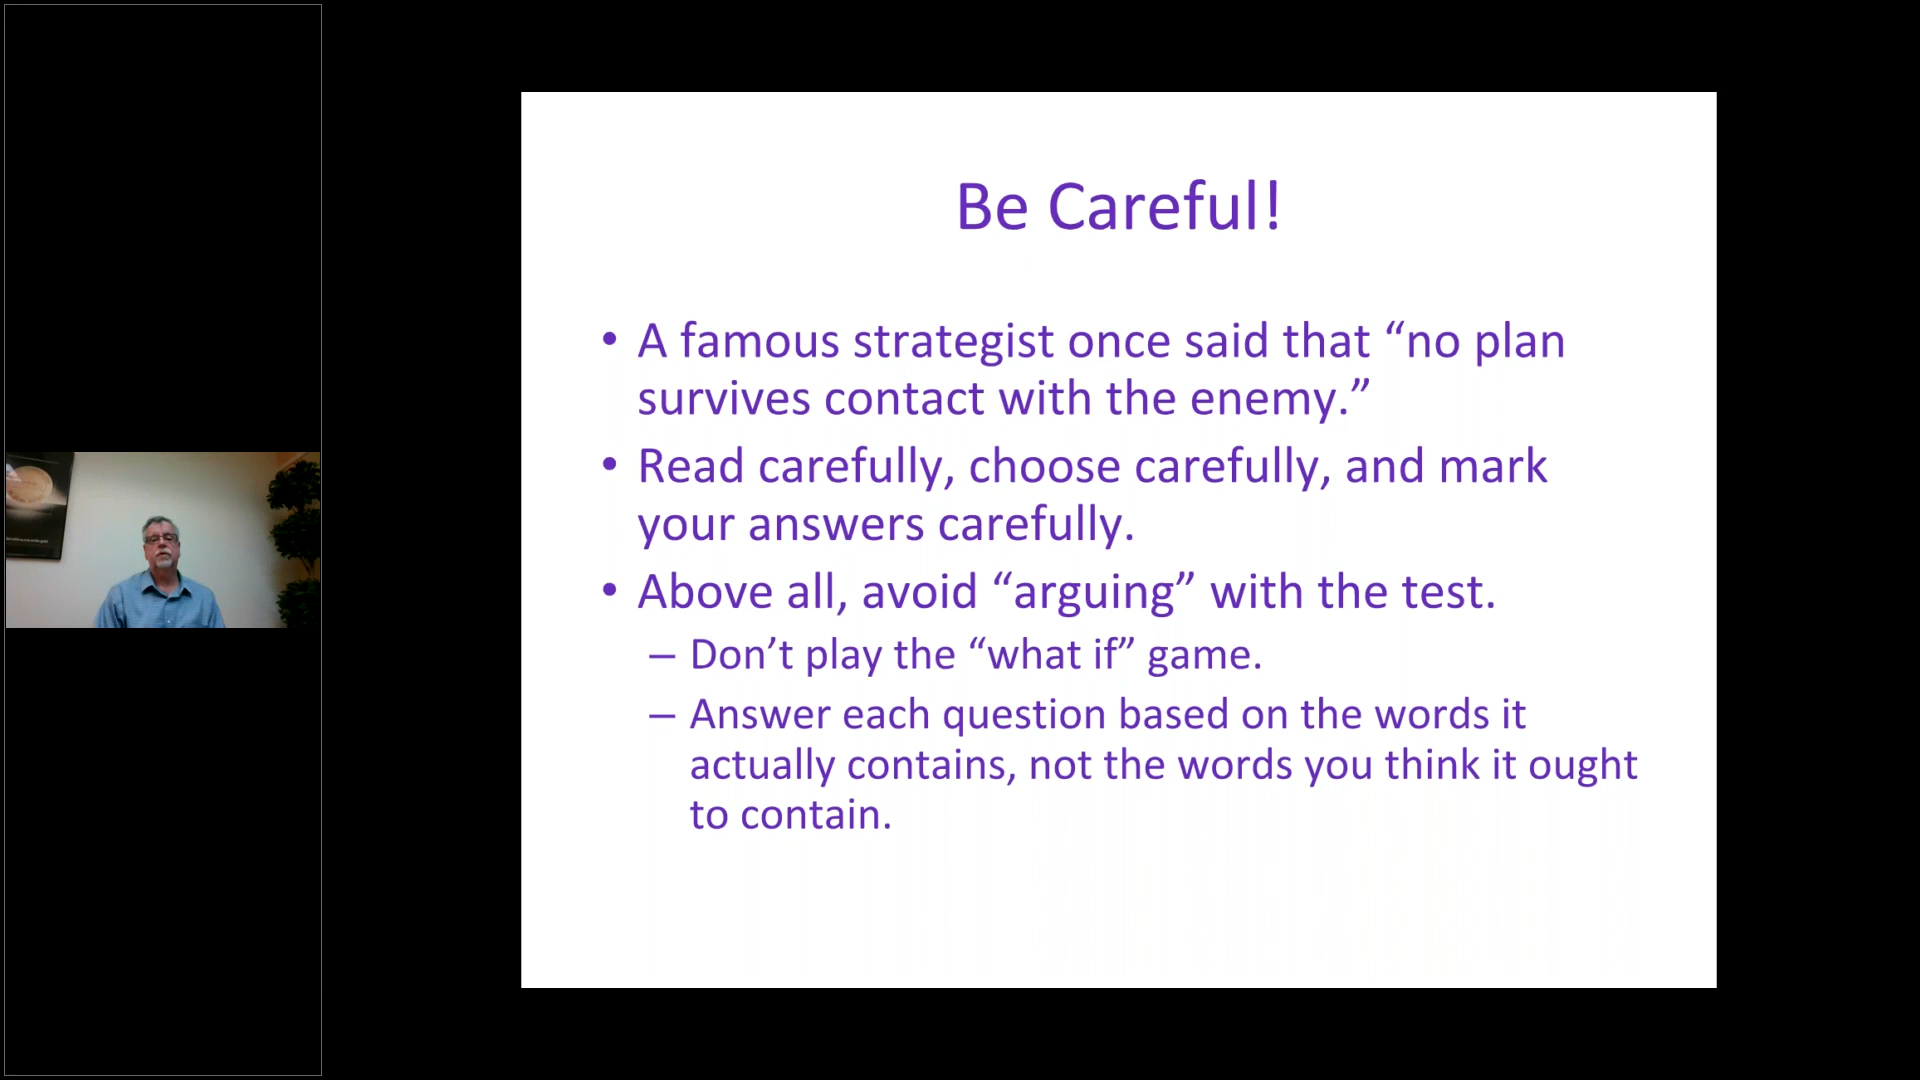 Be Careful!
• A famous strategist once said that “no plan
survives contact with the enemy.”
• Read carefully, choose carefully, and mark
your answers carefully.
• Above all, avoid “arguing” with the test.
– Don’t play the “what if” game.
– Answer each question based on the words it
actually contains, not the words you think it ought
to contain.